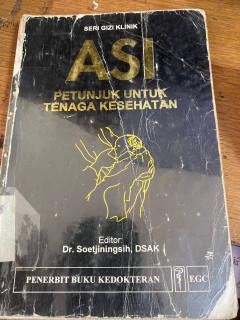 SERI GIZI KLINIK
ASI
PETUNJUK UNTUK
TENAGA KESEHATAN
Editor:
Dr. Soetjiningsih, DSAK
PENERBIT BUKU KEDOKTERAN EGC